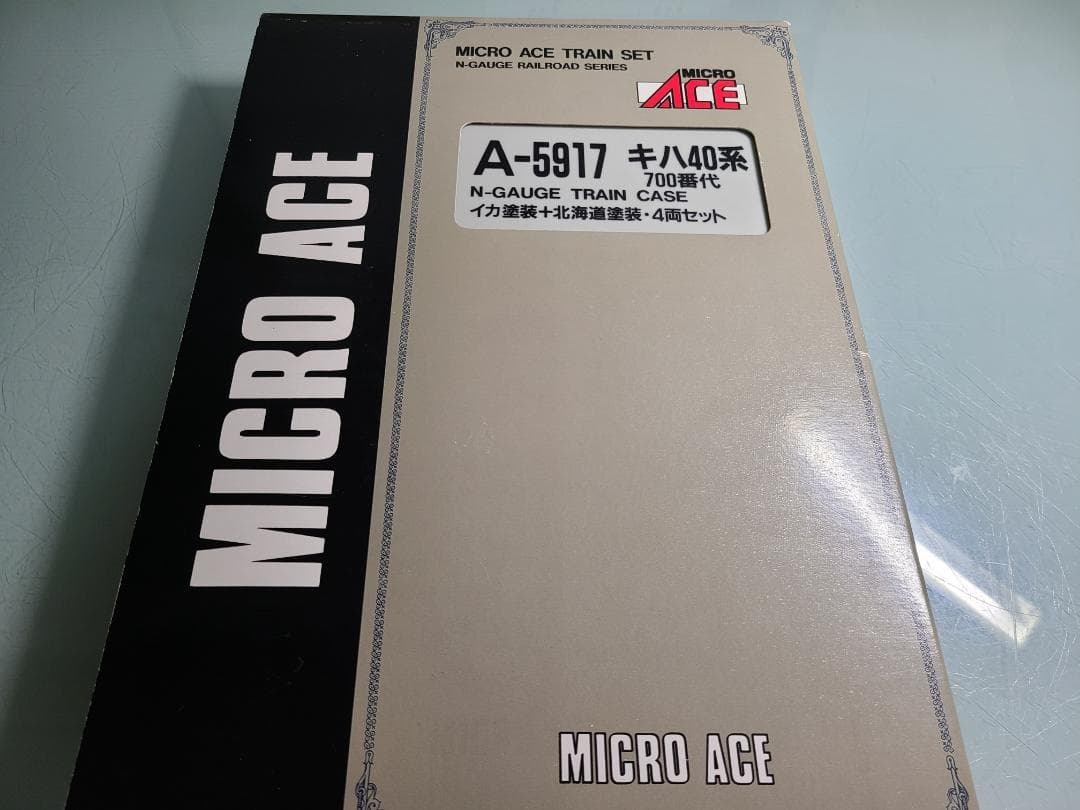 MICRO ACE
MICRO ACE TRAIN SET
N-GAUGE RAILROAD SERIES
MICRO
ACE
A-5917 キハ40系
700番代
N-GAUGE TRAIN CASE
イカ塗装+北海道塗装・4両セット
MICRO ACE